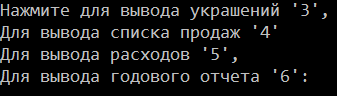 Нажмите для вывода украшений '3',
Для вывода списка продаж '4'
Для вывода расходов '5',
Для вывода годового отчета '6':